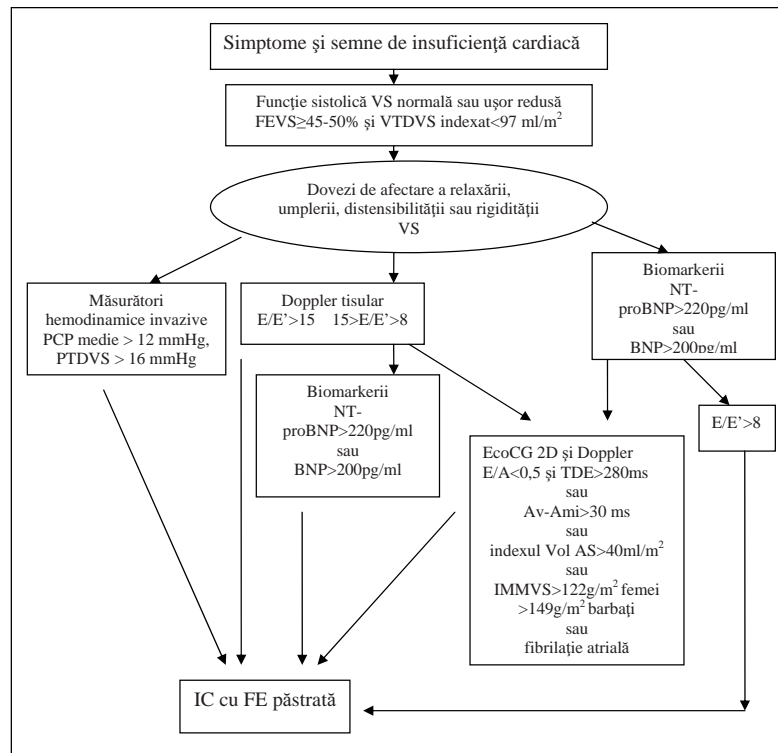 Simptome şi semne de insuficienţă cardiacă
Funcţie sistolică VS normală sau uşor redusă
FEVS≥45-50% şi VTDVS indexat<97 ml/m²
Dovezi de afectare a relaxării,
umplerii, distensibilităţii sau rigidităţii
VS
Măsurători
hemodinamice invazive
PCP medie > 12 mmHg,
PTDVS > 16 mmHg
Doppler tisular
E/E’>15 15>E/E’>8
Biomarkerii
NT-
proBNP>220pg/ml
sau
BNP>200pg/ml
Biomarkerii
NT-
proBNP>220pg/ml
sau
BNP>200pg/ml
E/E’>8
EcoCG 2D şi Doppler
E/A<0,5 şi TDE>280ms
sau
Av-Ami>30 ms
sau
indexul Vol AS>40ml/m²
sau
IMMVS>122g/m² femei
>149g/m² barbaţi
sau
fibrilaţie atrială
IC cu FE păstrată